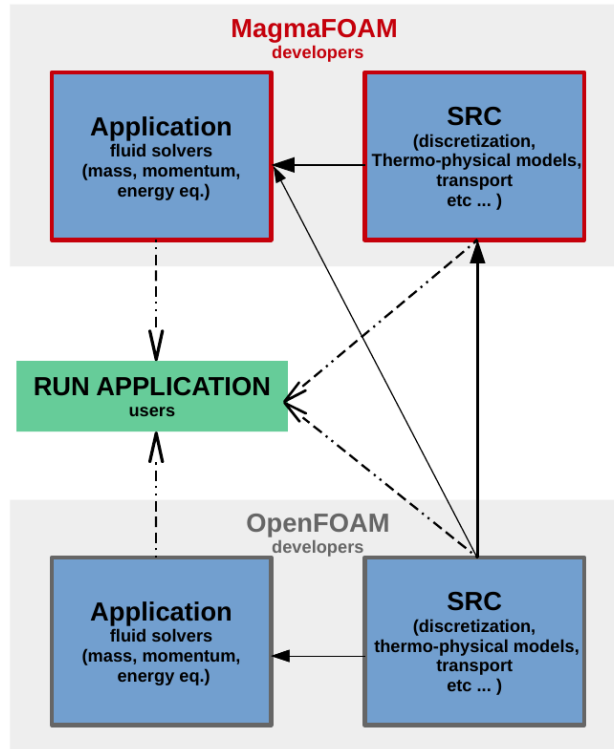 MagmaFOAM
developers
Application
fluid solvers
(mass, momentum,
energy eq.)
SRC
(discretization,
Thermo-physical models,
transport
etc ... )
RUN APPLICATION
users
OpenFOAM
developers
Application
fluid solvers
(mass, momentum,
energy eq.)
SRC
(discretization,
thermo-physical models,
transport
etc ... )